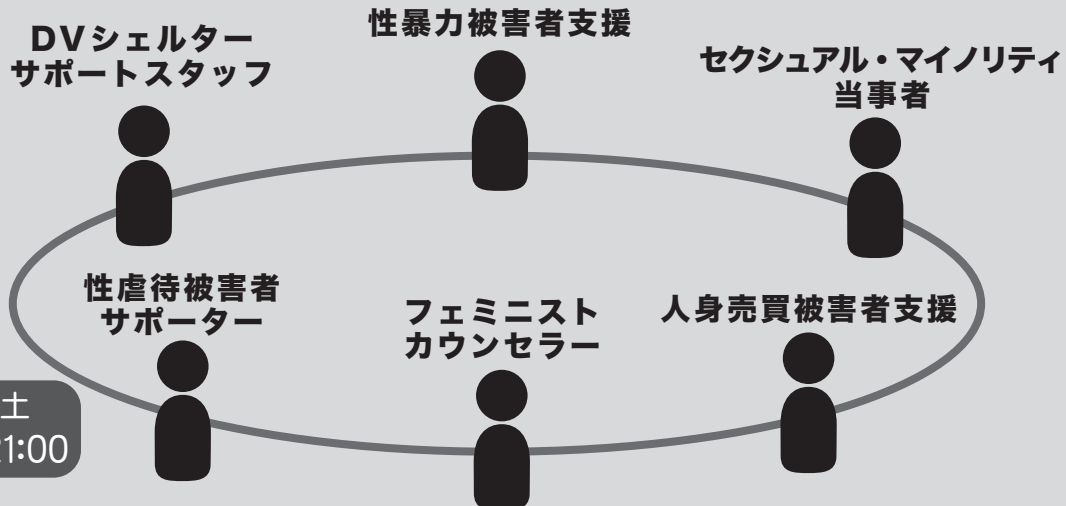 DVシェルター
サポートスタッフ
性暴力被害者支援
セクシュアル・マイノリティ
当事者
性虐待被害者
サポーター
フェミニスト
カウンセラー
人身売買被害者支援
土
1:00